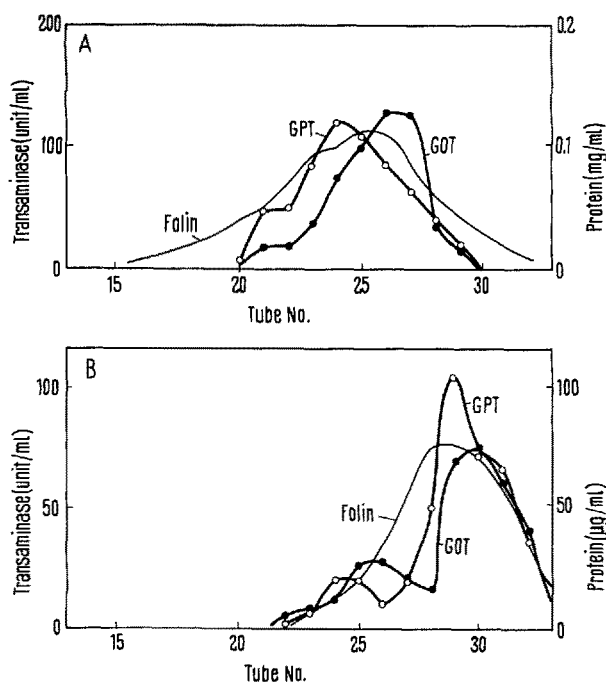 A
Transaminase (unit/ml)
200
100
0
Protein (mg/ml)
0.2
0.1
0
GPT
GOT
Folin
15 20 25 30
Tube No.
B
Transaminase (unit/ml)
100
50
0
Protein (µg/ml)
100
50
0
GPT
Folin
GOT
15 20 25 30
Tube No.